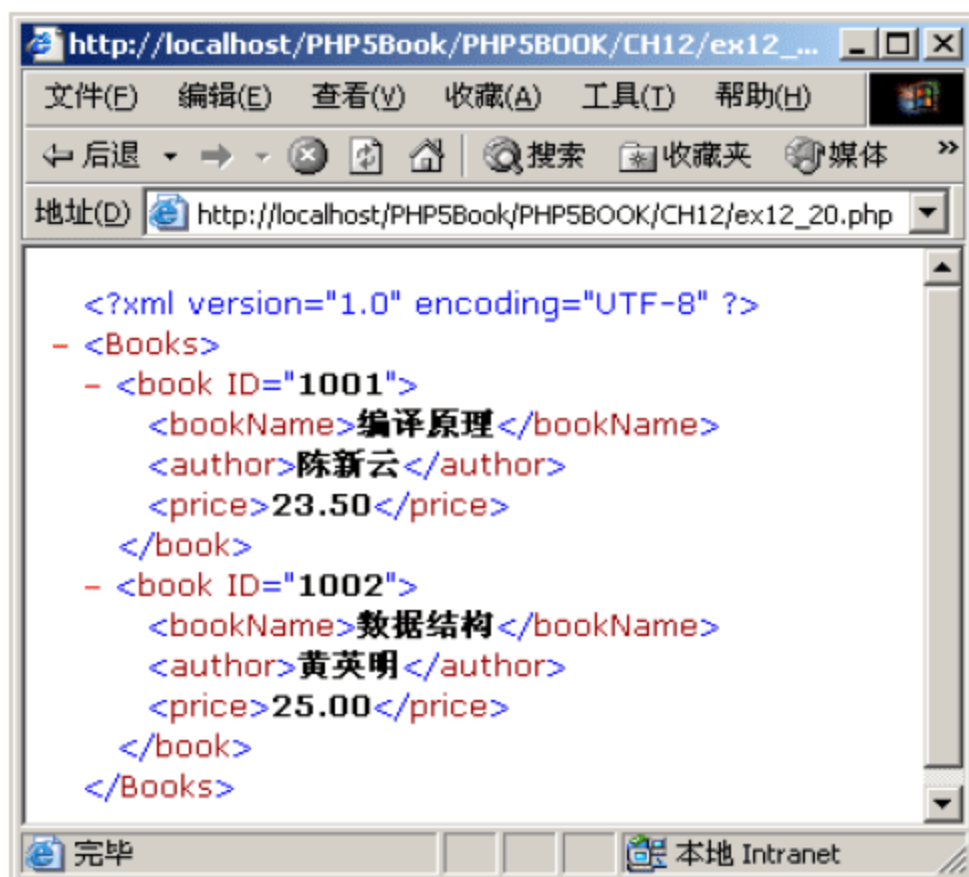 http://localhost/PHP5Book/PHP5BOOK/CH12/ex12_...
文件(F) 编辑(E) 查看(V) 收藏(A) 工具(T) 帮助(H)
后退 搜索 收藏夹 媒体 »
地址(D) http://localhost/PHP5Book/PHP5BOOK/CH12/ex12_20.php
<?xml version="1.0" encoding="UTF-8" ?>
- <Books>
- <book ID="1001">
<bookName>编译原理</bookName>
<author>陈新云</author>
<price>23.50</price>
</book>
- <book ID="1002">
<bookName>数据结构</bookName>
<author>黄英明</author>
<price>25.00</price>
</book>
</Books>
完毕 本地 Intranet